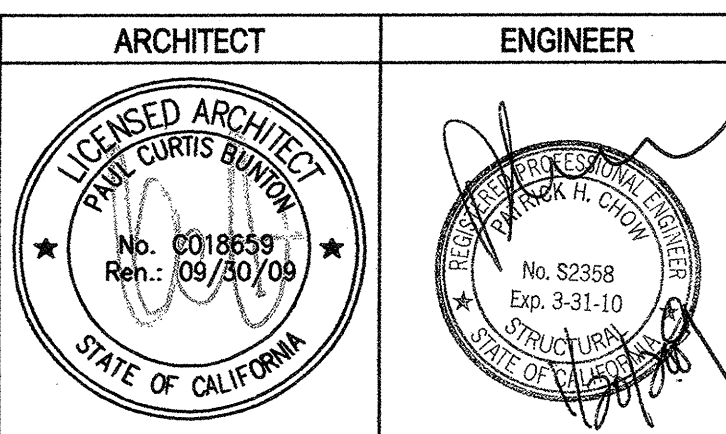 ARCHITECT
LICENSED ARCHITECT
PAUL CURTIS BUNTON
No. C018659
Ren.: 09/30/09
STATE OF CALIFORNIA
ENGINEER
REGISTERED PROFESSIONAL ENGINEER
PATRICK H. CHOW
No. S2358
Exp. 3-31-10
STRUCTURAL
STATE OF CALIFORNIA